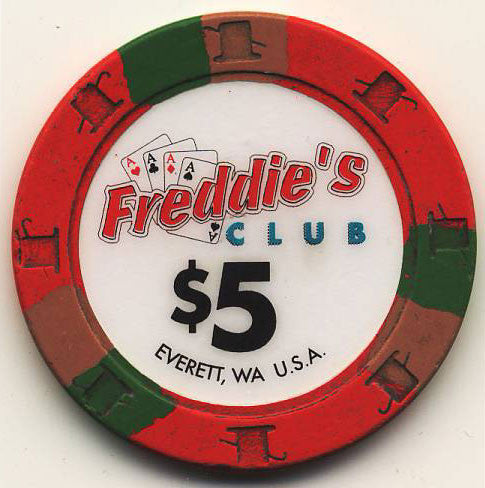 A A A A
Freddie's
A
CLUB
$5
EVERETT, WA U.S.A.